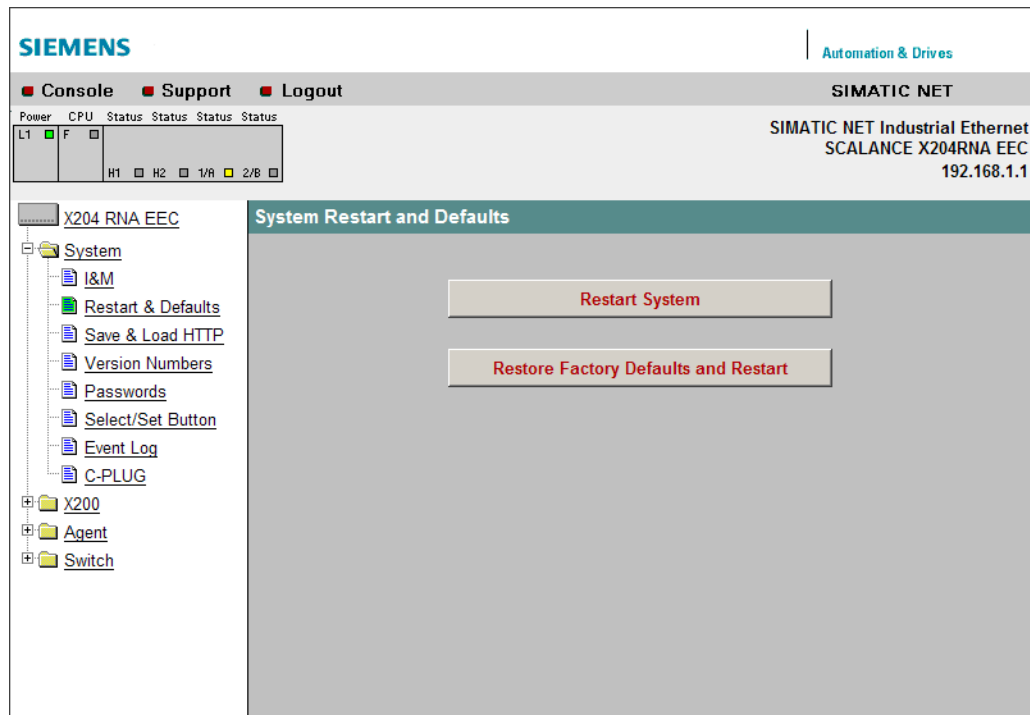 SIEMENS
Automation & Drives
Console Support Logout SIMATIC NET
Power CPU Status Status Status Status
L1 F
H1 H2 1/A 2/B
SIMATIC NET Industrial Ethernet
SCALANCE X204RNA EEC
192.168.1.1
X204 RNA EEC
System
I&M
Restart & Defaults
Save & Load HTTP
Version Numbers
Passwords
Select/Set Button
Event Log
C-PLUG
X200
Agent
Switch
System Restart and Defaults
Restart System
Restore Factory Defaults and Restart